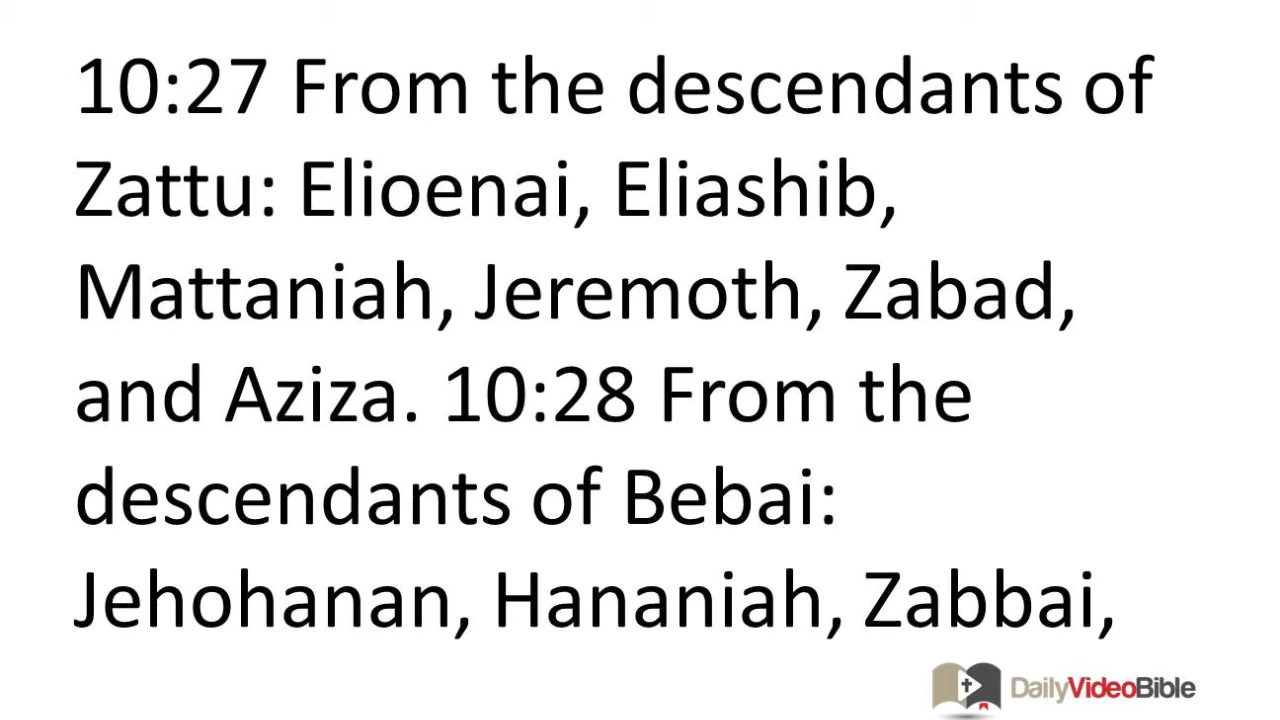 10:27 From the descendants of
Zattu: Elioenai, Eliashib,
Mattaniah, Jeremoth, Zabad,
and Aziza. 10:28 From the
descendants of Bebai:
Jehohanan, Hananiah, Zabbai,
DailyVideoBible